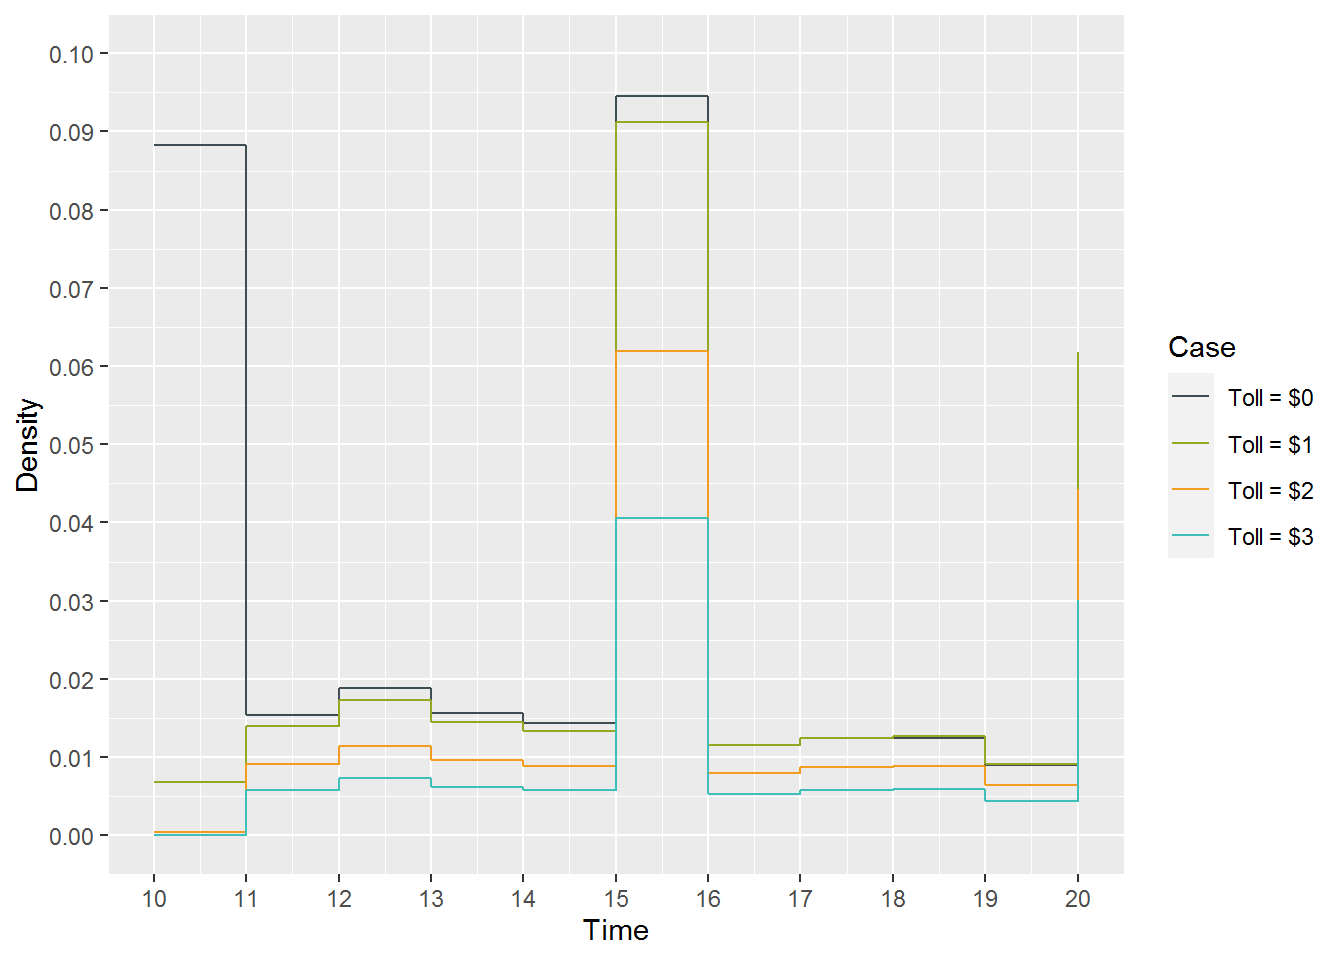 0.10
0.09
0.08
0.07
0.06
0.05
0.04
0.03
0.02
0.01
0.00
Density
10 11 12 13 14 15 16 17 18 19 20
Time
Case
Toll = $0
Toll = $1
Toll = $2
Toll = $3